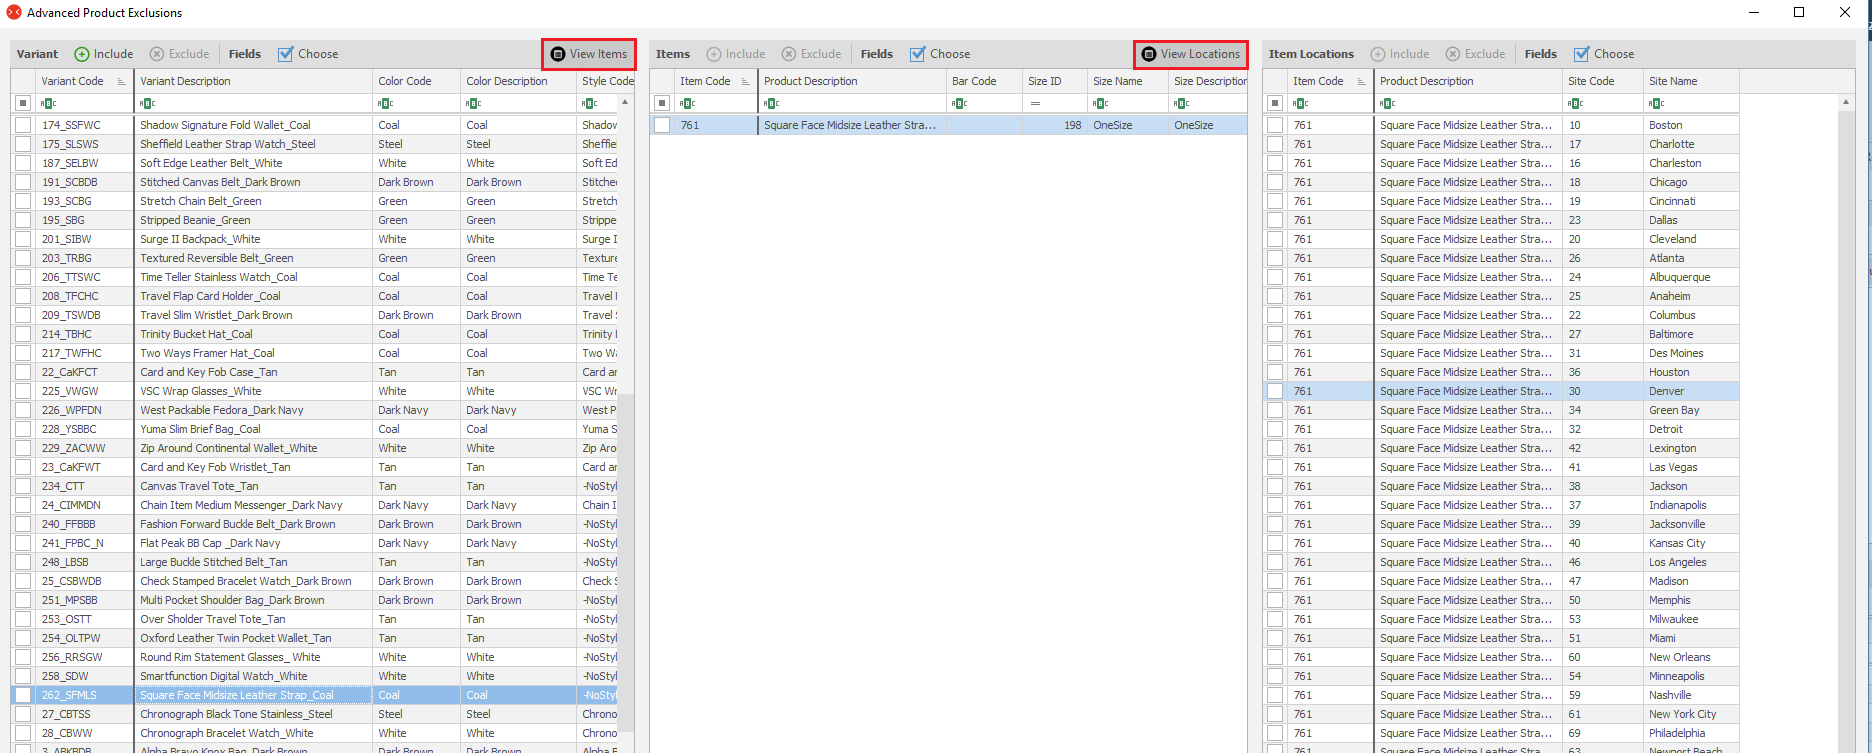 Advanced Product Exclusions
Variant Include Exclude Fields Choose View Items
Variant Code Variant Description Color Code Color Description Style Code
174_SSFWC Shadow Signature Fold Wallet_Coal Coal Coal Shadow
175_SLSWS Sheffield Leather Strap Watch_Steel Steel Steel Sheffiel
187_SELBW Soft Edge Leather Belt_White White White Soft Ed
191_SCBDB Stitched Canvas Belt_Dark Brown Dark Brown Dark Brown Stitched
193_SCBG Stretch Chain Belt_Green Green Green Stretch
195_SBG Stripped Beanie_Green Green Green Strippe
201_SIBW Surge II Backpack_White White White Surge I
203_TRBG Textured Reversible Belt_Green Green Green Texture
206_TTSWC Time Teller Stainless Watch_Coal Coal Coal Time Te
208_TFCHC Travel Flap Card Holder_Coal Coal Coal Travel F
209_TSWDB Travel Slim Wristlet_Dark Brown Dark Brown Dark Brown Travel S
214_TBHC Trinity Bucket Hat_Coal Coal Coal Trinity
217_TWFHC Two Ways Framer Hat_Coal Coal Coal Two Wa
22_CaKFCT Card and Key Fob Case_Tan Tan Tan Card an
225_VWGW VSC Wrap Glasses_White White White VSC Wr
226_WPFDN West Packable Fedora_Dark Navy Dark Navy Dark Navy West P
228_YSBBC Yuma Slim Brief Bag_Coal Coal Coal Yuma S
229_ZACWW Zip Around Continental Wallet_White White White Zip Aro
23_CaKFWT Card and Key Fob Wristlet_Tan Tan Tan Card an
234_CTT Canvas Travel Tote_Tan Tan Tan -NoStyl
24_CIMMDN Chain Item Medium Messenger_Dark Navy Dark Navy Dark Navy Chain I
240_FFBBB Fashion Forward Buckle Belt_Dark Brown Dark Brown Dark Brown -NoStyl
241_FPBC_N Flat Peak BB Cap _Dark Navy Dark Navy Dark Navy -NoStyl
248_LBSB Large Buckle Stitched Belt_Tan Tan Tan -NoStyl
25_CSBWDB Check Stamped Bracelet Watch_Dark Brown Dark Brown Dark Brown Check S
251_MPSBB Multi Pocket Shoulder Bag_Dark Brown Dark Brown Dark Brown -NoStyl
253_OSTT Over Sholder Travel Tote_Tan Tan Tan -NoStyl
254_OLTPW Oxford Leather Twin Pocket Wallet_Tan Tan Tan -NoStyl
256_RRSGW Round Rim Statement Glasses_ White White White -NoStyl
258_SDW Smartfunction Digital Watch_White White White -NoStyl
262_SFMLS Square Face Midsize Leather Strap_Coal Coal Coal -NoStyl
27_CBTSS Chronograph Black Tone Stainless_Steel Steel Steel Chrono
28_CBWW Chronograph Bracelet Watch_White White White Chrono
3_ABKBDB Alpha Bravo Knox Bag_Dark Brown Dark Brown Dark Brown Alpha B
Items Include Exclude Fields Choose View Locations
Item Code Product Description Bar Code Size ID Size Name Size Description
761 Square Face Midsize Leather Stra... 198 OneSize OneSize
Item Locations Include Exclude Fields Choose
Item Code Product Description Site Code Site Name
761 Square Face Midsize Leather Stra... 10 Boston
761 Square Face Midsize Leather Stra... 17 Charlotte
761 Square Face Midsize Leather Stra... 16 Charleston
761 Square Face Midsize Leather Stra... 18 Chicago
761 Square Face Midsize Leather Stra... 19 Cincinnati
761 Square Face Midsize Leather Stra... 23 Dallas
761 Square Face Midsize Leather Stra... 20 Cleveland
761 Square Face Midsize Leather Stra... 26 Atlanta
761 Square Face Midsize Leather Stra... 24 Albuquerque
761 Square Face Midsize Leather Stra... 25 Anaheim
761 Square Face Midsize Leather Stra... 22 Columbus
761 Square Face Midsize Leather Stra... 27 Baltimore
761 Square Face Midsize Leather Stra... 31 Des Moines
761 Square Face Midsize Leather Stra... 36 Houston
761 Square Face Midsize Leather Stra... 30 Denver
761 Square Face Midsize Leather Stra... 34 Green Bay
761 Square Face Midsize Leather Stra... 32 Detroit
761 Square Face Midsize Leather Stra... 42 Lexington
761 Square Face Midsize Leather Stra... 41 Las Vegas
761 Square Face Midsize Leather Stra... 38 Jackson
761 Square Face Midsize Leather Stra... 37 Indianapolis
761 Square Face Midsize Leather Stra... 39 Jacksonville
761 Square Face Midsize Leather Stra... 40 Kansas City
761 Square Face Midsize Leather Stra... 46 Los Angeles
761 Square Face Midsize Leather Stra... 47 Madison
761 Square Face Midsize Leather Stra... 50 Memphis
761 Square Face Midsize Leather Stra... 53 Milwaukee
761 Square Face Midsize Leather Stra... 51 Miami
761 Square Face Midsize Leather Stra... 60 New Orleans
761 Square Face Midsize Leather Stra... 54 Minneapolis
761 Square Face Midsize Leather Stra... 59 Nashville
761 Square Face Midsize Leather Stra... 61 New York City
761 Square Face Midsize Leather Stra... 69 Philadelphia
761 Square Face Midsize Leather Stra... 63 Newport Beach